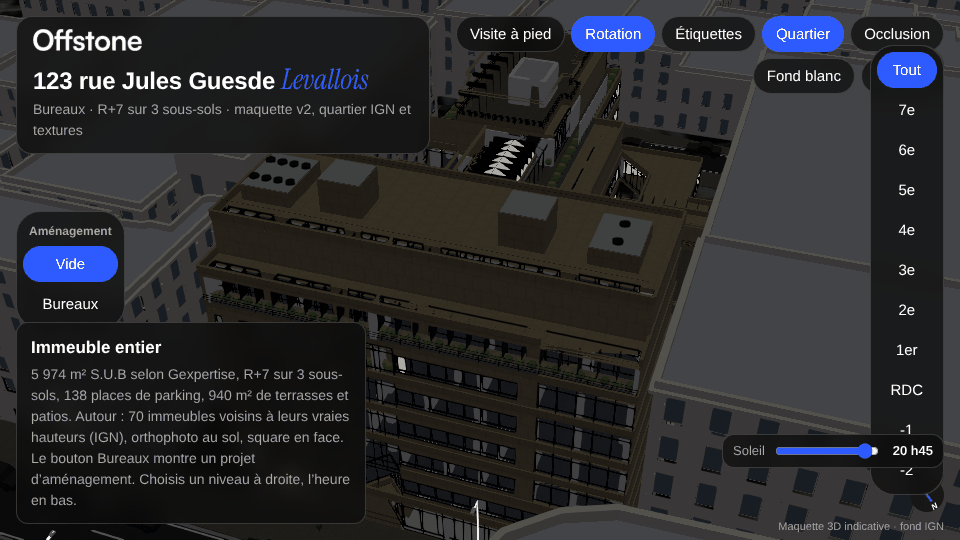 Offstone
123 rue Jules Guesde Levallois
Bureaux · R+7 sur 3 sous-sols · maquette v2, quartier IGN et
textures
Visite à pied
Rotation
Étiquettes
Quartier
Occlusion
Fond blanc
Tout
7e
6e
5e
4e
3e
2e
1er
RDC
-1
-2
Aménagement
Vide
Bureaux
Immeuble entier
5 974 m² S.U.B selon Gexpertise, R+7 sur 3 sous-
sols, 138 places de parking, 940 m² de terrasses et
patios. Autour : 70 immeubles voisins à leurs vraies
hauteurs (IGN), orthophoto au sol, square en face.
Le bouton Bureaux montre un projet
d’aménagement. Choisis un niveau à droite, l’heure
en bas.
Soleil 20 h45
N
Maquette 3D indicative · fond IGN